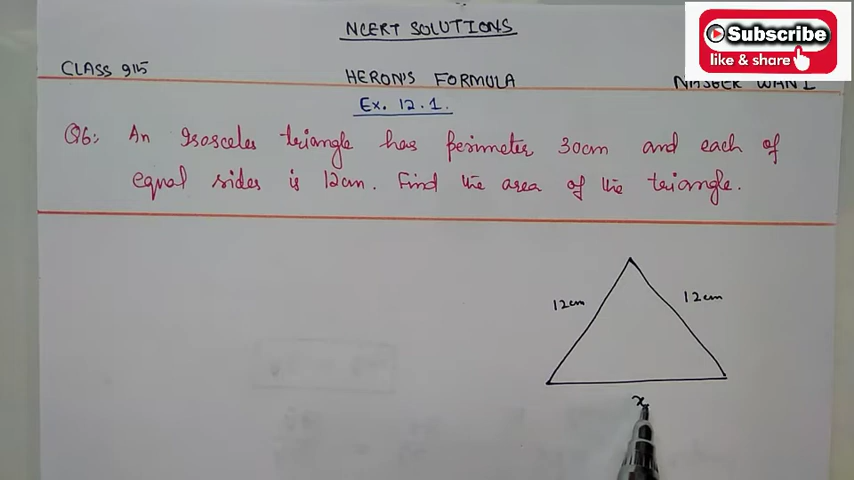 NCERT SOLUTIONS
Subscribe
like & share
CLASS 9th
HERON'S FORMULA
WANI
Ex. 12.1.
Q6: An Isosceles triangle has perimeter 30cm and each of
equal sides is 12cm. Find the area of the triangle.
12cm
12cm
x